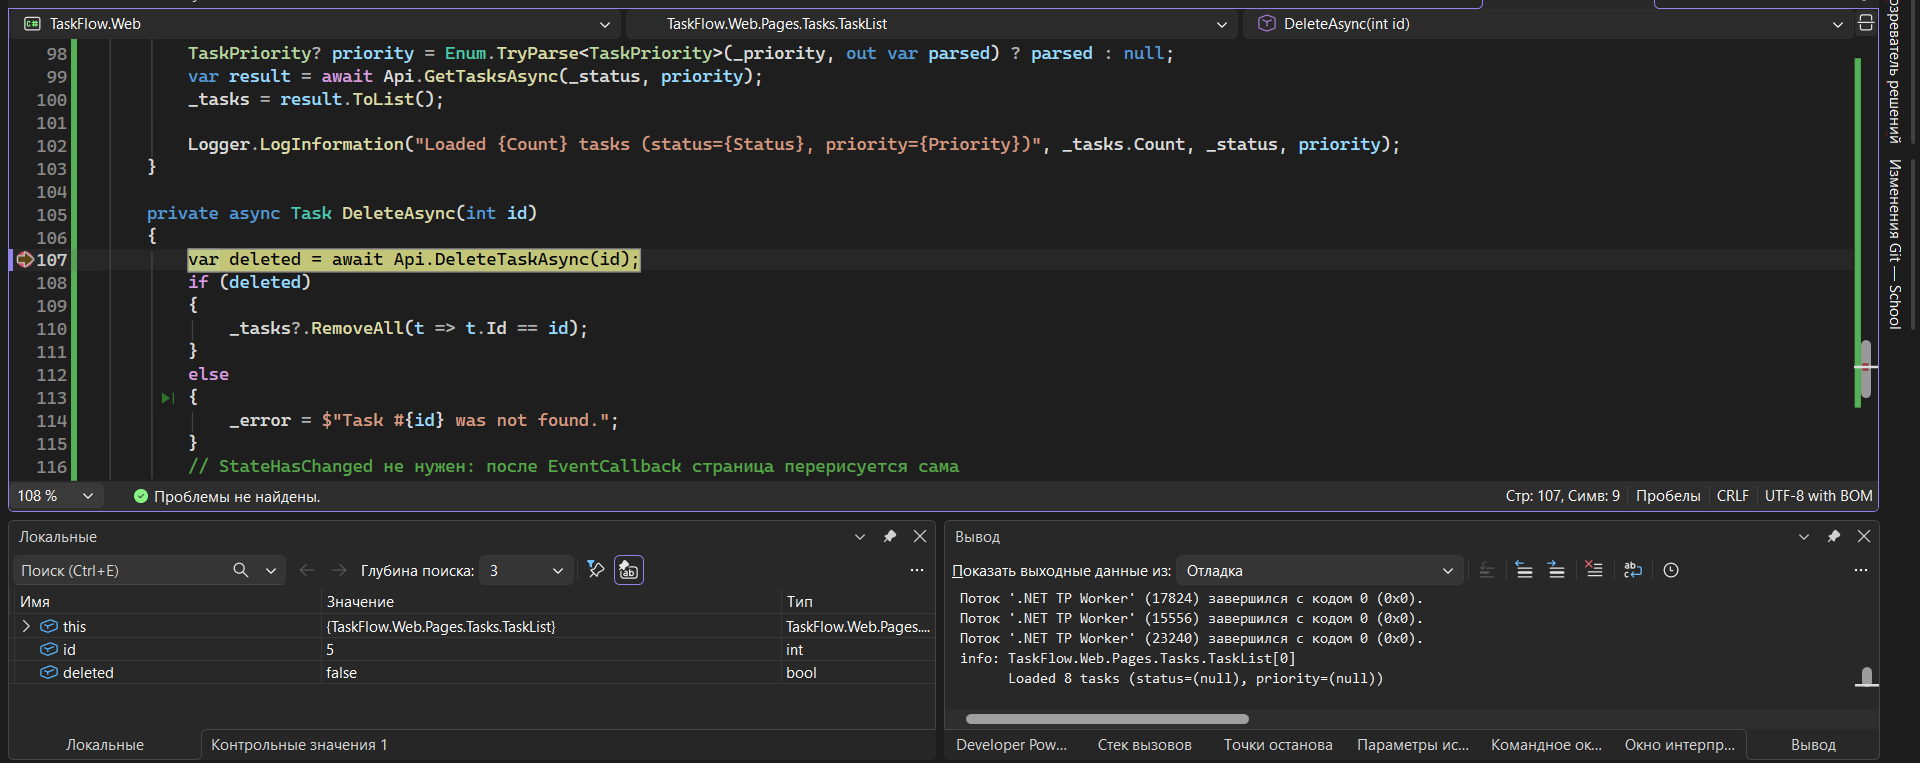 TaskFlow.Web
TaskFlow.Web.Pages.Tasks.TaskList
DeleteAsync(int id)
98 TaskPriority? priority = Enum.TryParse<TaskPriority>(_priority, out var parsed) ? parsed : null;
99 var result = await Api.GetTasksAsync(_status, priority);
100 _tasks = result.ToList();
101
102 Logger.LogInformation("Loaded {Count} tasks (status={Status}, priority={Priority})", _tasks.Count, _status, priority);
103 }
104
105 private async Task DeleteAsync(int id)
106 {
107 var deleted = await Api.DeleteTaskAsync(id);
108 if (deleted)
109 {
110 _tasks?.RemoveAll(t => t.Id == id);
111 }
112 else
113 {
114 _error = $"Task #{id} was not found.";
115 }
116 // StateHasChanged не нужен: после EventCallback страница перерисуется сама
108 %
Проблемы не найдены.
Стр: 107, Симв: 9
Пробелы
CRLF
UTF-8 with BOM
Локальные
Поиск (Ctrl+E)
Глубина поиска: 3
Имя Значение Тип
this {TaskFlow.Web.Pages.Tasks.TaskList} TaskFlow.Web.Pages....
id 5 int
deleted false bool
Локальные
Контрольные значения 1
Вывод
Показать выходные данные из: Отладка
Поток '.NET TP Worker' (17824) завершился с кодом 0 (0x0).
Поток '.NET TP Worker' (15556) завершился с кодом 0 (0x0).
Поток '.NET TP Worker' (23240) завершился с кодом 0 (0x0).
info: TaskFlow.Web.Pages.Tasks.TaskList[0]
Loaded 8 tasks (status=(null), priority=(null))
Developer Pow...
Стек вызовов
Точки останова
Параметры ис...
Командное ок...
Окно интерпр...
Вывод
решений
Изменения Git — School